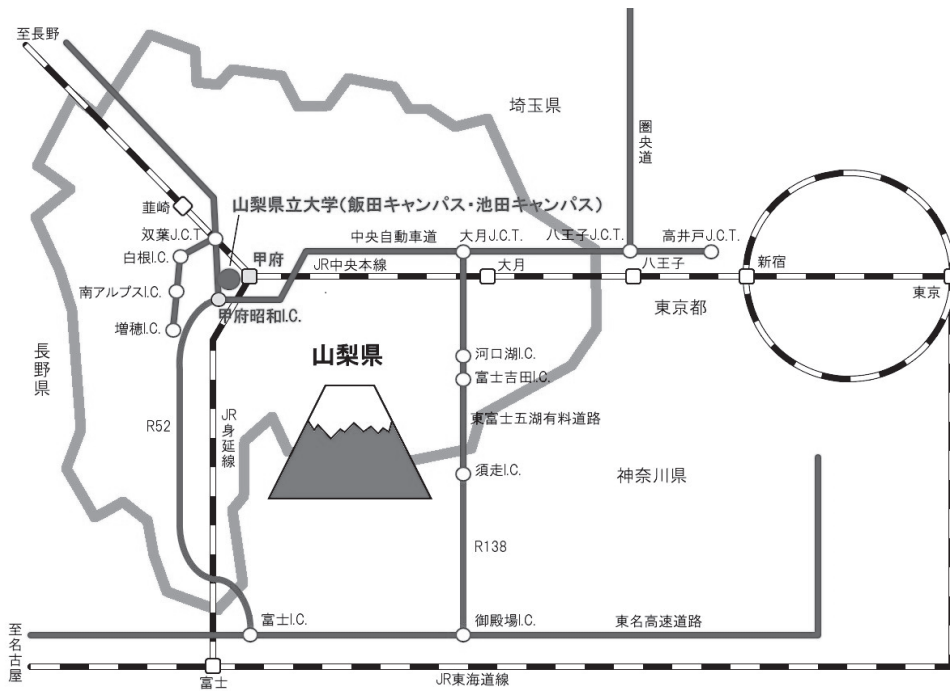 至長野
埼玉県
圏央道
韮崎
山梨県立大学(飯田キャンパス・池田キャンパス)
双葉J.C.T
中央自動車道
大月J.C.T.
八王子J.C.T.
高井戸J.C.T.
白根I.C.
甲府
JR中央本線
大月
八王子
新宿
南アルプスI.C.
甲府昭和I.C.
東京都
東京
増穂I.C.
長野県
山梨県
河口湖I.C.
富士吉田I.C.
R52
JR身延線
東富士五湖有料道路
須走I.C.
神奈川県
R138
富士I.C.
御殿場I.C.
東名高速道路
至名古屋
富士
JR東海道線